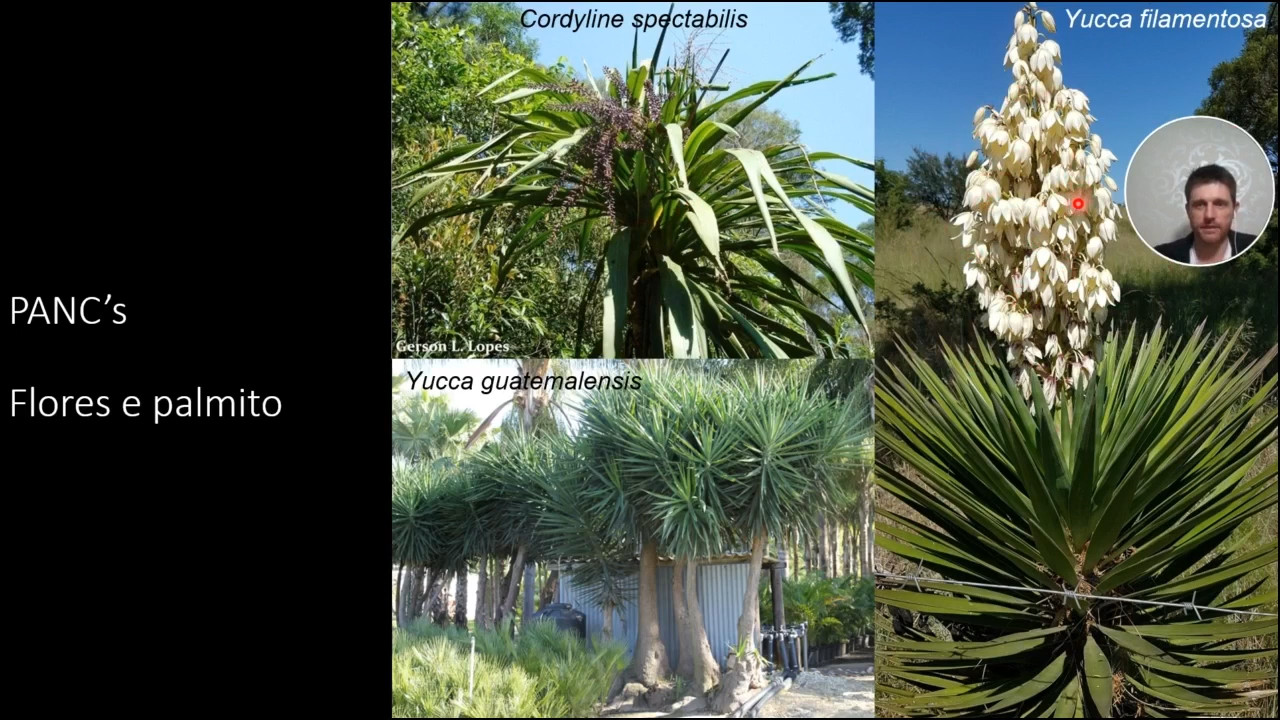 PANC’s
Flores e palmito
Cordyline spectabilis
Gerson L. Lopes
Yucca guatemalensis
Yucca filamentosa